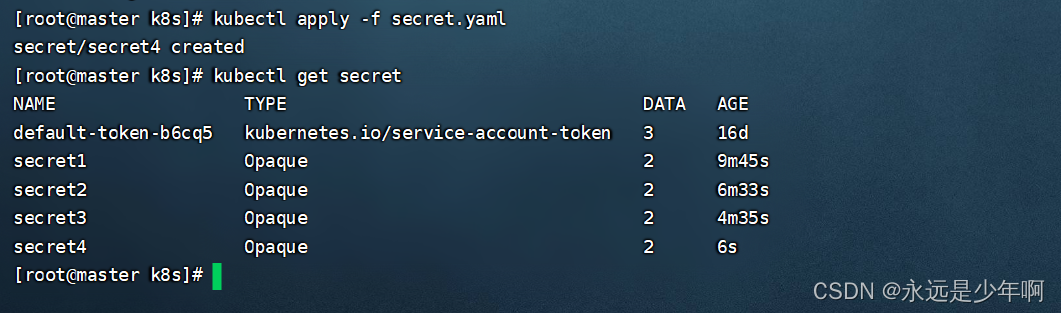 [root@master k8s]# kubectl apply -f secret.yaml
secret/secret4 created
[root@master k8s]# kubectl get secret
NAME                  TYPE                                  DATA   AGE
default-token-b6cq5   kubernetes.io/service-account-token   3      16d
secret1               Opaque                                2      9m45s
secret2               Opaque                                2      6m33s
secret3               Opaque                                2      4m35s
secret4               Opaque                                2      6s
[root@master k8s]#
CSDN @永远是少年啊